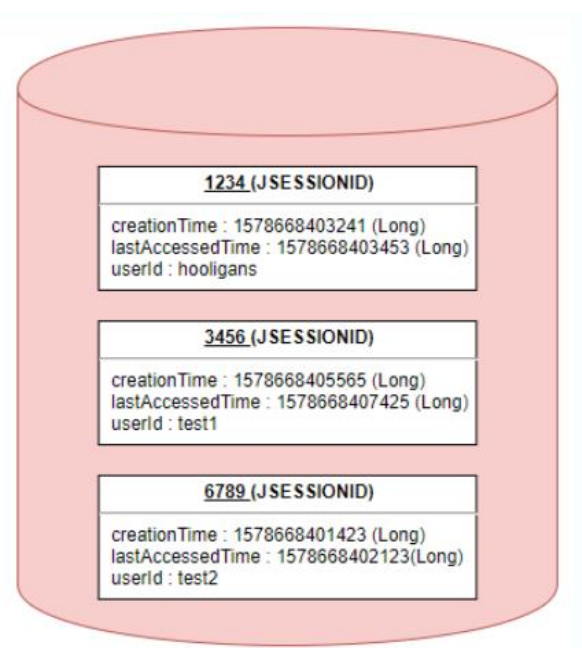 1234 (JSESSIONID)
creationTime : 1578668403241 (Long)
lastAccessedTime : 1578668403453 (Long)
userId : hooligans
3456 (JSESSIONID)
creationTime : 1578668405565 (Long)
lastAccessedTime : 1578668407425 (Long)
userId : test1
6789 (JSESSIONID)
creationTime : 1578668401423 (Long)
lastAccessedTime : 1578668402123(Long)
userId : test2